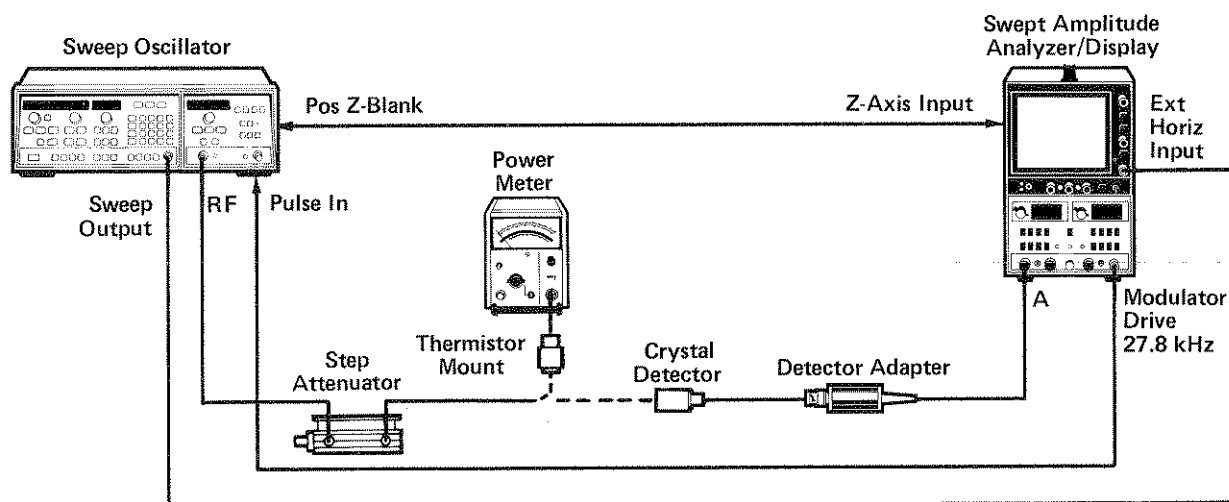 Sweep Oscillator
Swept Amplitude
Analyzer/Display
Pos Z-Blank
Z-Axis Input
Ext
Horiz
Input
Power
Meter
Sweep
Output
RF
Pulse In
A
Modulator
Drive
27.8 kHz
Thermistor
Mount
Step
Attenuator
Crystal
Detector
Detector Adapter